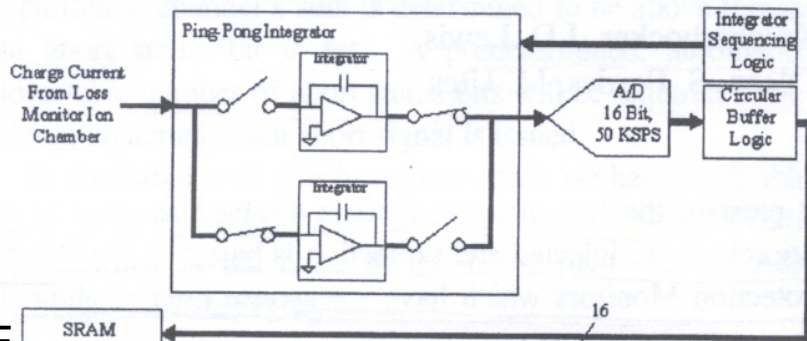 Ping-Pong Integrator
Integrator
Integrator
Charge Current
From Loss
Monitor Ion
Chamber
Integrator
Sequencing
Logic
A/D
16 Bit,
50 KSPS
Circular
Buffer
Logic
16
SRAM